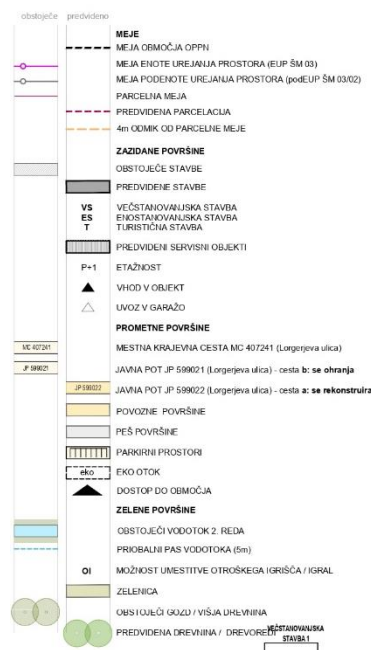 obstoječe predvideno
MEJE
MEJA OBMOČJA OPPN
MEJA ENOTE UREJANJA PROSTORA (EUP ŠM 03)
MEJA PODENOTE UREJANJA PROSTORA (podEUP ŠM 03/02)
PARCELNA MEJA
PREDVIDENA PARCELACIJA
4m ODMIK OD PARCELNE MEJE
ZAZIDANE POVRŠINE
OBSTOJEČE STAVBE
PREDVIDENE STAVBE
VS VEČSTANOVANJSKA STAVBA
ES ENOSTANOVANJSKA STAVBA
T TURISTIČNA STAVBA
PREDVIDENI SERVISNI OBJEKTI
P+1 ETAŽNOST
VHOD V OBJEKT
UVOZ V GARAŽO
PROMETNE POVRŠINE
MC 407241 MESTNA KRAJEVNA CESTA MC 407241 (Lorgerjeva ulica)
JP 599021 JAVNA POT JP 599021 (Lorgerjeva ulica) - cesta b: se ohranja
JP 599022 JAVNA POT JP 599022 (Lorgerjeva ulica) - cesta a: se rekonstruira
POVOZNE POVRŠINE
PEŠ POVRŠINE
PARKIRNI PROSTORI
eko EKO OTOK
DOSTOP DO OBMOČJA
ZELENE POVRŠINE
OBSTOJEČI VODOTOK 2. REDA
PRIOBALNI PAS VODOTOKA (5m)
OI MOŽNOST UMESTITVE OTROŠKEGA IGRIŠČA / IGRAL
ZELENICA
OBSTOJEČI GOZD / VIŠJA DREVNINA
PREDVIDENA DREVNINA / DREVOREDI
VEČSTANOVANJSKA
STAVBA 1